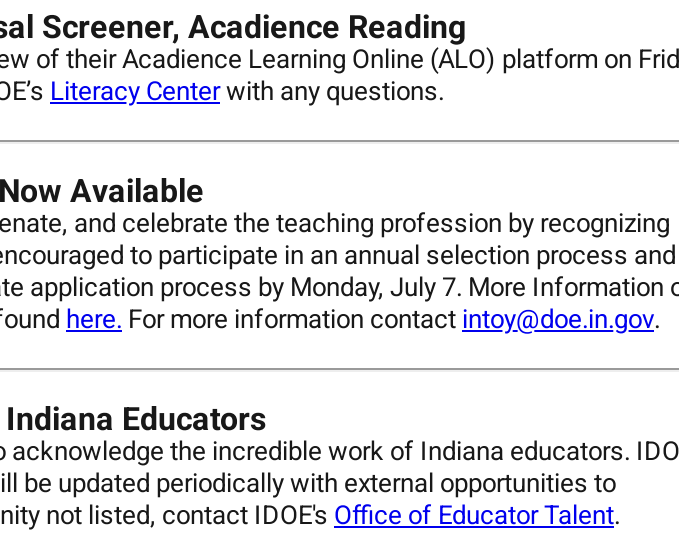 sal Screener, Acadience Reading
ew of their Acadience Learning Online (ALO) platform on Frid
OE’s Literacy Center with any questions.
Now Available
enate, and celebrate the teaching profession by recognizing
encouraged to participate in an annual selection process and
ate application process by Monday, July 7. More Information o
found here. For more information contact intoy@doe.in.gov.
Indiana Educators
o acknowledge the incredible work of Indiana educators. IDO
ill be updated periodically with external opportunities to
nity not listed, contact IDOE's Office of Educator Talent.